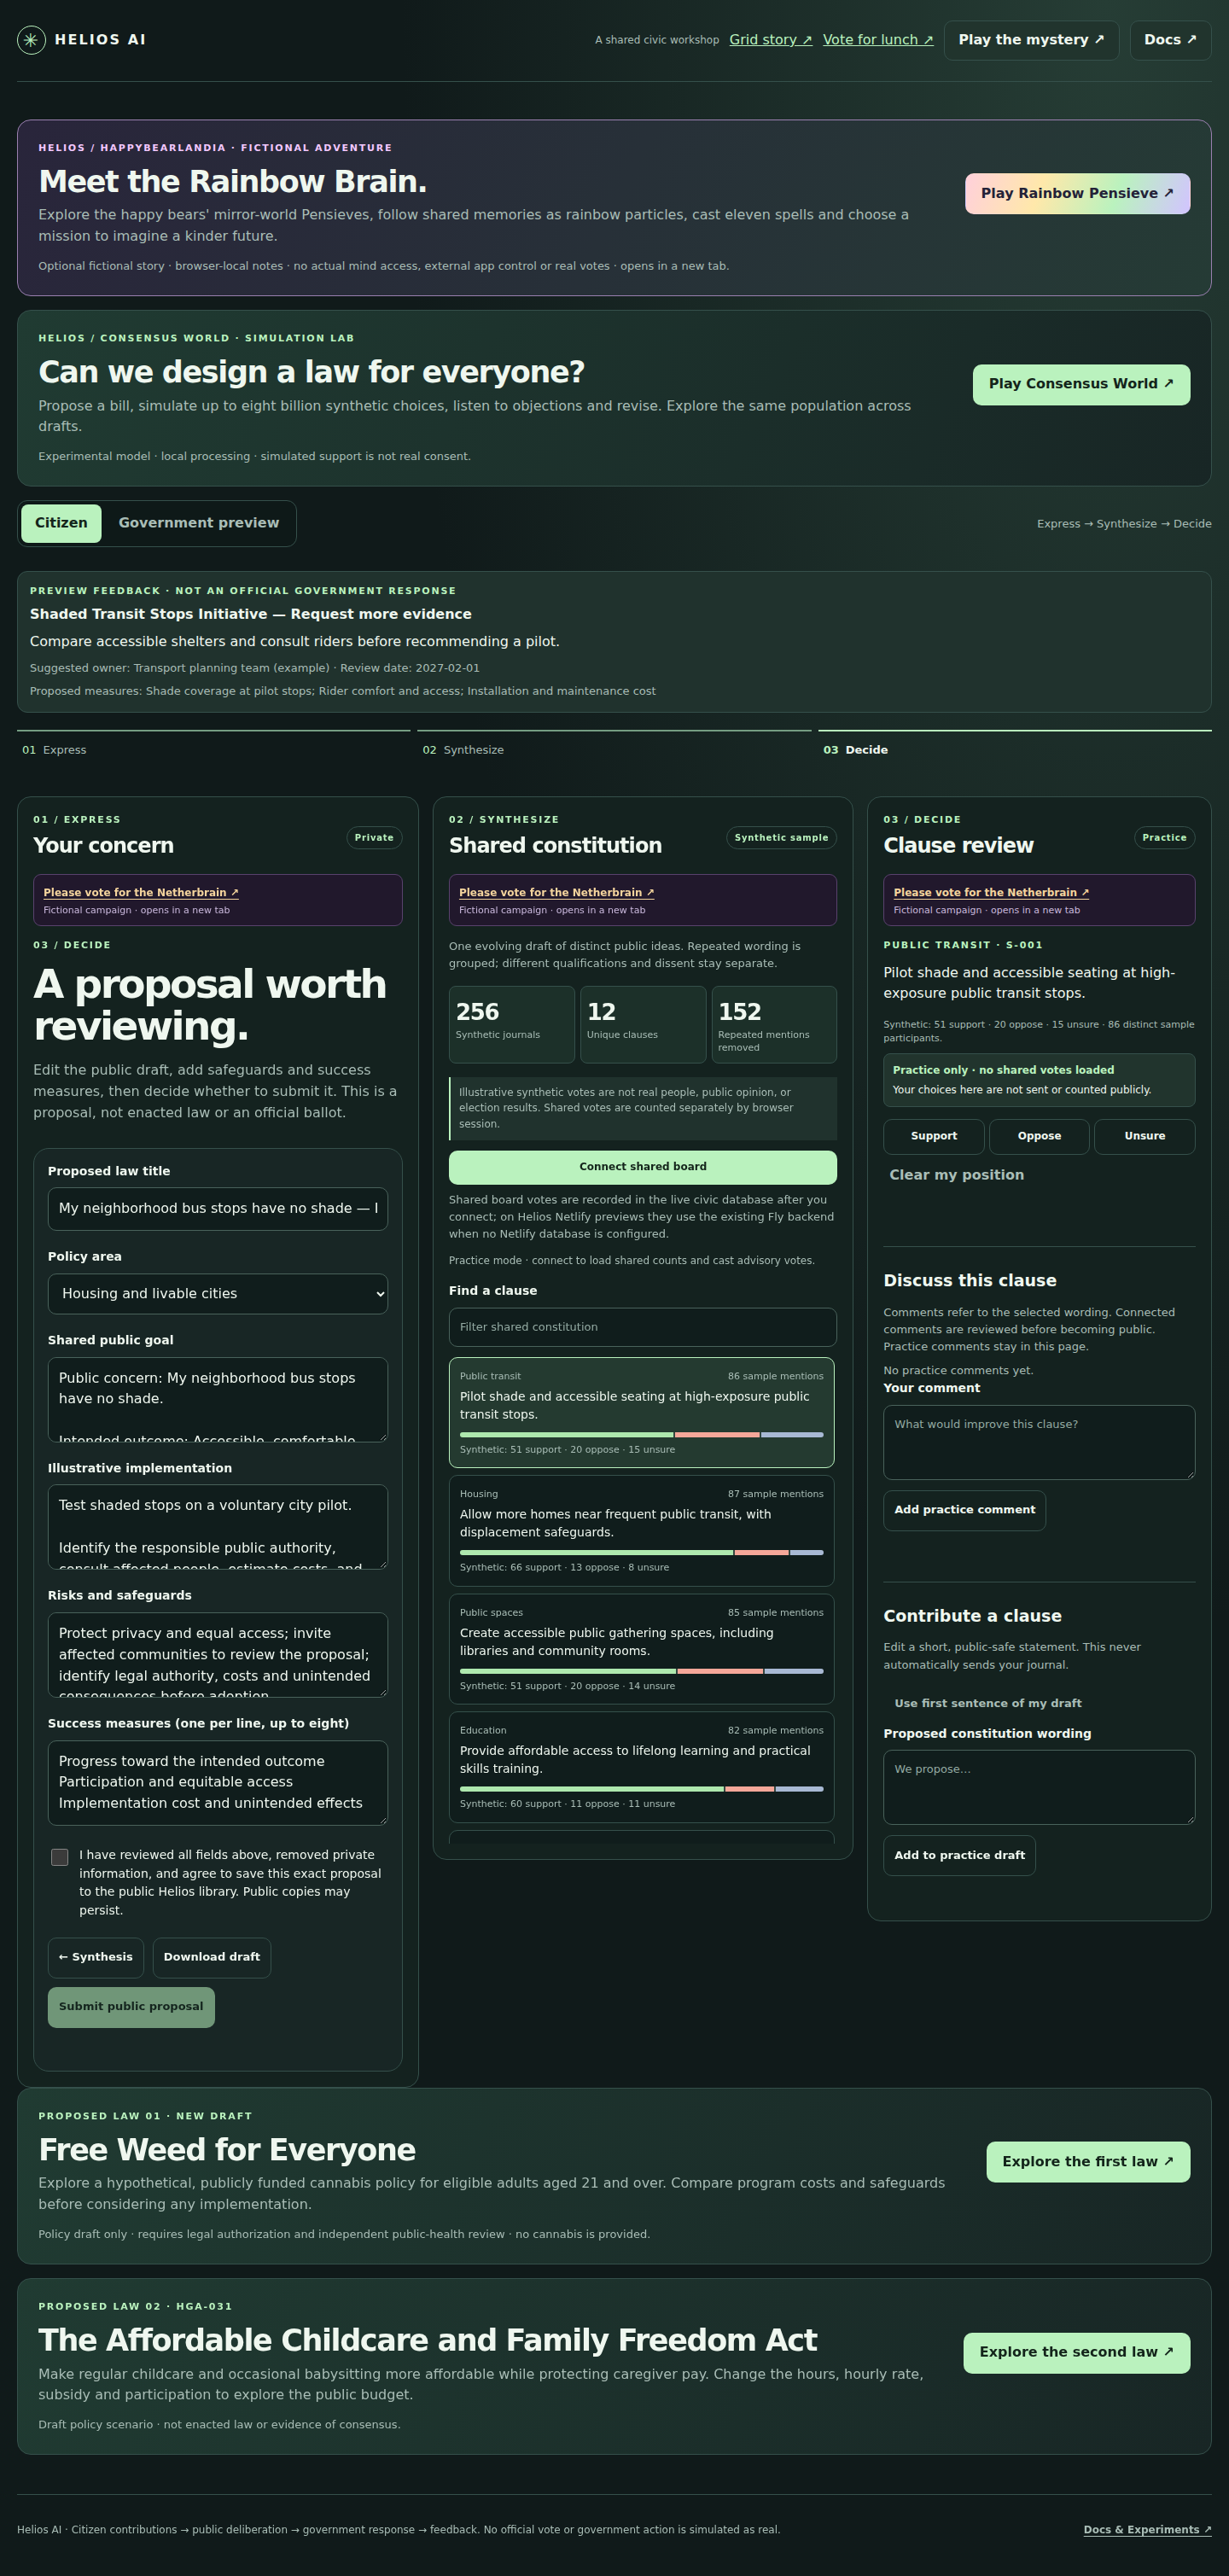 HELIOS AI
A shared civic workshop
Grid story ↗
Vote for lunch ↗
Play the mystery ↗
Docs ↗
HELIOS / HAPPYBEARLANDIA · FICTIONAL ADVENTURE
Meet the Rainbow Brain.
Explore the happy bears' mirror-world Pensieves, follow shared memories as rainbow particles, cast eleven spells and choose a
mission to imagine a kinder future.
Optional fictional story · browser-local notes · no actual mind access, external app control or real votes · opens in a new tab.
Play Rainbow Pensieve ↗
HELIOS / CONSENSUS WORLD · SIMULATION LAB
Can we design a law for everyone?
Propose a bill, simulate up to eight billion synthetic choices, listen to objections and revise. Explore the same population across
drafts.
Experimental model · local processing · simulated support is not real consent.
Play Consensus World ↗
Citizen
Government preview
Express → Synthesize → Decide
PREVIEW FEEDBACK · NOT AN OFFICIAL GOVERNMENT RESPONSE
Shaded Transit Stops Initiative — Request more evidence
Compare accessible shelters and consult riders before recommending a pilot.
Suggested owner: Transport planning team (example) · Review date: 2027-02-01
Proposed measures: Shade coverage at pilot stops; Rider comfort and access; Installation and maintenance cost
01 Express
02 Synthesize
03 Decide
01 / EXPRESS
Your concern
Private
Please vote for the Netherbrain ↗
Fictional campaign · opens in a new tab
03 / DECIDE
A proposal worth
reviewing.
Edit the public draft, add safeguards and success
measures, then decide whether to submit it. This is a
proposal, not enacted law or an official ballot.
Proposed law title
My neighborhood bus stops have no shade — I
Policy area
Housing and livable cities
Shared public goal
Public concern: My neighborhood bus stops
have no shade.
Intended outcome: Accessible, comfortable
Illustrative implementation
Test shaded stops on a voluntary city pilot.
Identify the responsible public authority,
consult affected people, estimate costs, and
Risks and safeguards
Protect privacy and equal access; invite
affected communities to review the proposal;
identify legal authority, costs and unintended
consequences before adoption.
Success measures (one per line, up to eight)
Progress toward the intended outcome
Participation and equitable access
Implementation cost and unintended effects
I have reviewed all fields above, removed private
information, and agree to save this exact proposal
to the public Helios library. Public copies may
persist.
← Synthesis
Download draft
Submit public proposal
02 / SYNTHESIZE
Shared constitution
Synthetic sample
Please vote for the Netherbrain ↗
Fictional campaign · opens in a new tab
One evolving draft of distinct public ideas. Repeated wording is
grouped; different qualifications and dissent stay separate.
256
Synthetic journals
12
Unique clauses
152
Repeated mentions
removed
Illustrative synthetic votes are not real people, public opinion, or
election results. Shared votes are counted separately by browser
session.
Connect shared board
Shared board votes are recorded in the live civic database after you
connect; on Helios Netlify previews they use the existing Fly backend
when no Netlify database is configured.
Practice mode · connect to load shared counts and cast advisory votes.
Find a clause
Filter shared constitution
Public transit
86 sample mentions
Pilot shade and accessible seating at high-exposure public
transit stops.
Synthetic: 51 support · 20 oppose · 15 unsure
Housing
87 sample mentions
Allow more homes near frequent public transit, with
displacement safeguards.
Synthetic: 66 support · 13 oppose · 8 unsure
Public spaces
85 sample mentions
Create accessible public gathering spaces, including
libraries and community rooms.
Synthetic: 51 support · 20 oppose · 14 unsure
Education
82 sample mentions
Provide affordable access to lifelong learning and practical
skills training.
Synthetic: 60 support · 11 oppose · 11 unsure
03 / DECIDE
Clause review
Practice
Please vote for the Netherbrain ↗
Fictional campaign · opens in a new tab
PUBLIC TRANSIT · S-001
Pilot shade and accessible seating at high-
exposure public transit stops.
Synthetic: 51 support · 20 oppose · 15 unsure · 86 distinct sample
participants.
Practice only · no shared votes loaded
Your choices here are not sent or counted publicly.
Support
Oppose
Unsure
Clear my position
Discuss this clause
Comments refer to the selected wording. Connected
comments are reviewed before becoming public.
Practice comments stay in this page.
No practice comments yet.
Your comment
What would improve this clause?
Add practice comment
Contribute a clause
Edit a short, public-safe statement. This never
automatically sends your journal.
Use first sentence of my draft
Proposed constitution wording
We propose...
Add to practice draft
PROPOSED LAW 01 · NEW DRAFT
Free Weed for Everyone
Explore a hypothetical, publicly funded cannabis policy for eligible adults aged 21 and over. Compare program costs and safeguards
before considering any implementation.
Policy draft only · requires legal authorization and independent public-health review · no cannabis is provided.
Explore the first law ↗
PROPOSED LAW 02 · HGA-031
The Affordable Childcare and Family Freedom Act
Make regular childcare and occasional babysitting more affordable while protecting caregiver pay. Change the hours, hourly rate,
subsidy and participation to explore the public budget.
Draft policy scenario · not enacted law or evidence of consensus.
Explore the second law ↗
Helios AI · Citizen contributions → public deliberation → government response → feedback. No official vote or government action is simulated as real.
Docs & Experiments ↗